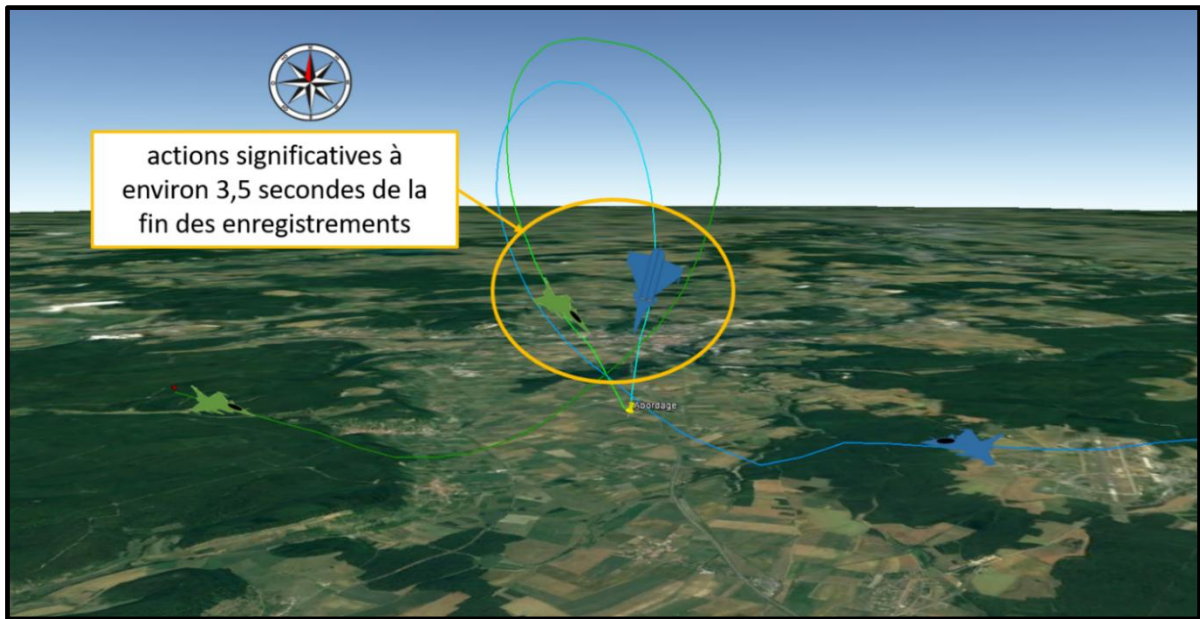 actions significatives à
environ 3,5 secondes de la
fin des enregistrements
Abordage